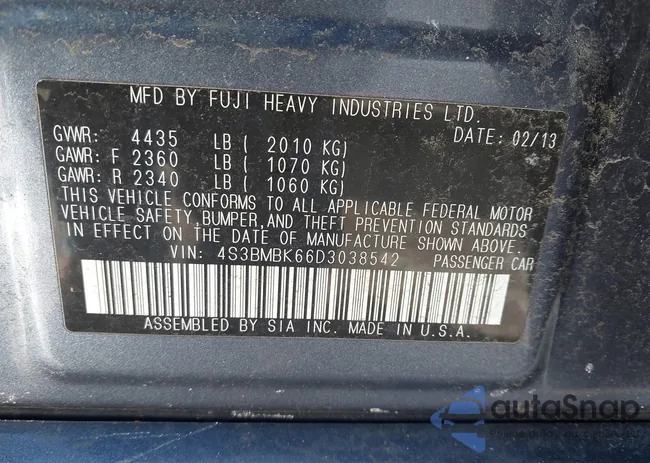 MFD BY FUJI HEAVY INDUSTRIES LTD.
GVWR: 4435 LB ( 2010 KG) DATE: 02/13
GAWR: F 2360 LB ( 1070 KG)
GAWR: R 2340 LB ( 1060 KG)
THIS VEHICLE CONFORMS TO ALL APPLICABLE FEDERAL MOTOR
VEHICLE SAFETY,BUMPER,AND THEFT PREVENTION STANDARDS
IN EFFECT ON THE DATE OF MANUFACTURE SHOWN ABOVE.
VIN: 4S3BMBK66D3038542 PASSENGER CAR
ASSEMBLED BY SIA INC. MADE IN U.S.A.
autoSnap